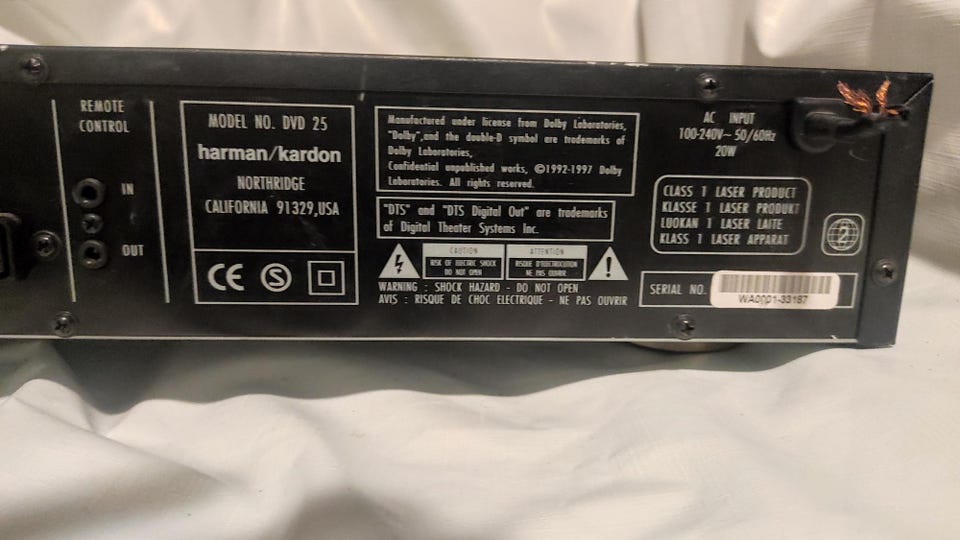 REMOTE
CONTROL
IN
OUT
MODEL NO. DVD 25
harman/kardon
NORTHRIDGE
CALIFORNIA 91329,USA
CE
S
Manufactured under license from Dolby Laboratories,
"Dolby",and the double-D symbol are trademarks of
Dolby Laboratories,
Confidential unpublished works, ©1992-1997 Dolby
Laboratories. All rights reserved.
"DTS" and "DTS Digital Out" are trademarks
of Digital Theater Systems Inc.
CAUTION
RISK OF ELECTRIC SHOCK
DO NOT OPEN
ATTENTION
RISQUE D'ELECTROCUTION
NE PAS OUVRIR
!
WARNING : SHOCK HAZARD - DO NOT OPEN
AVIS : RISQUE DE CHOC ELECTRIQUE - NE PAS OUVRIR
AC INPUT
100-240V~ 50/60Hz
20W
CLASS 1 LASER PRODUCT
KLASSE 1 LASER PRODUKT
LUOKAN 1 LASER LAITE
KLASS 1 LASER APPARAT
2
SERIAL NO.
WA0001-33187